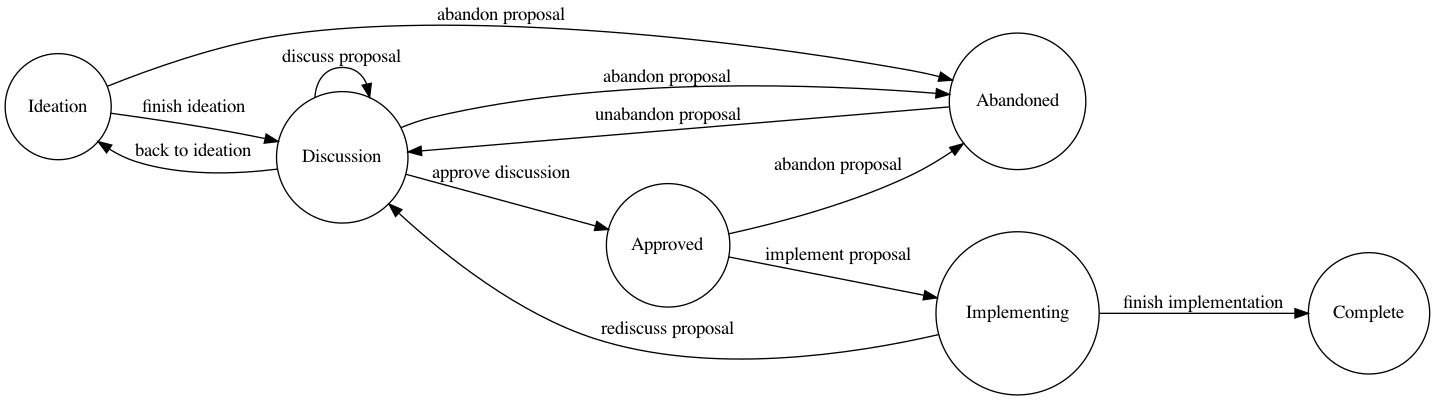 abandon proposal
discuss proposal
abandon proposal
Ideation
finish ideation
Abandoned
unabandon proposal
back to ideation
Discussion
approve discussion
abandon proposal
Approved
implement proposal
finish implementation
Implementing
Complete
rediscuss proposal